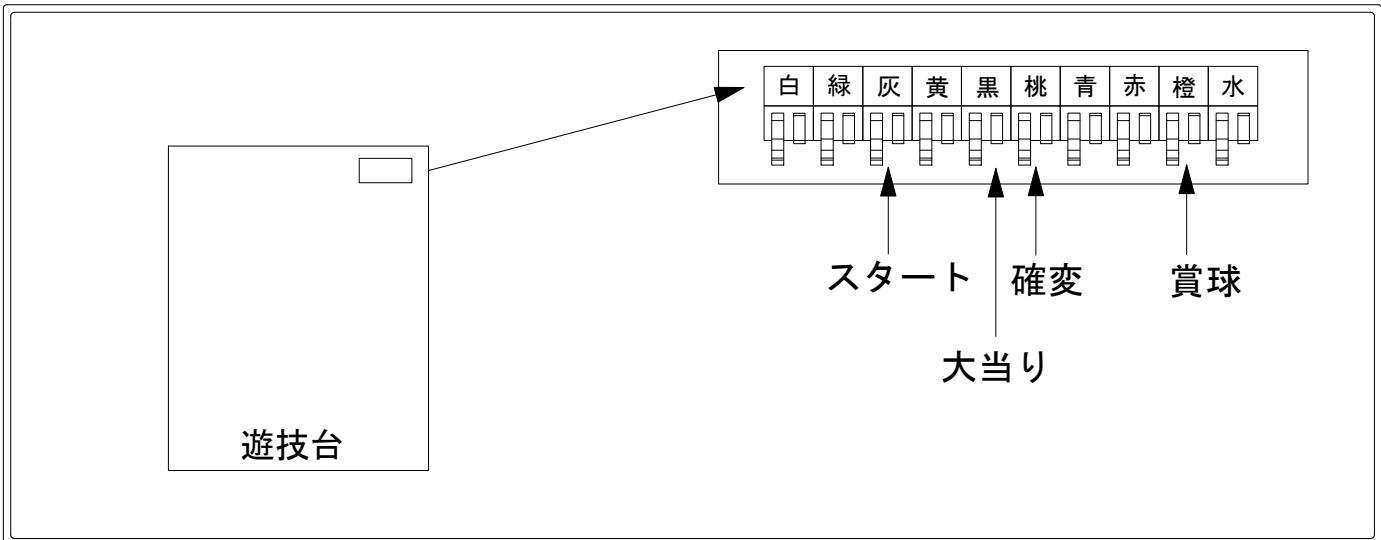 白 緑 灰 黄 黒 桃 青 赤 橙 水
スタート 確変 賞球
大当り
遊技台